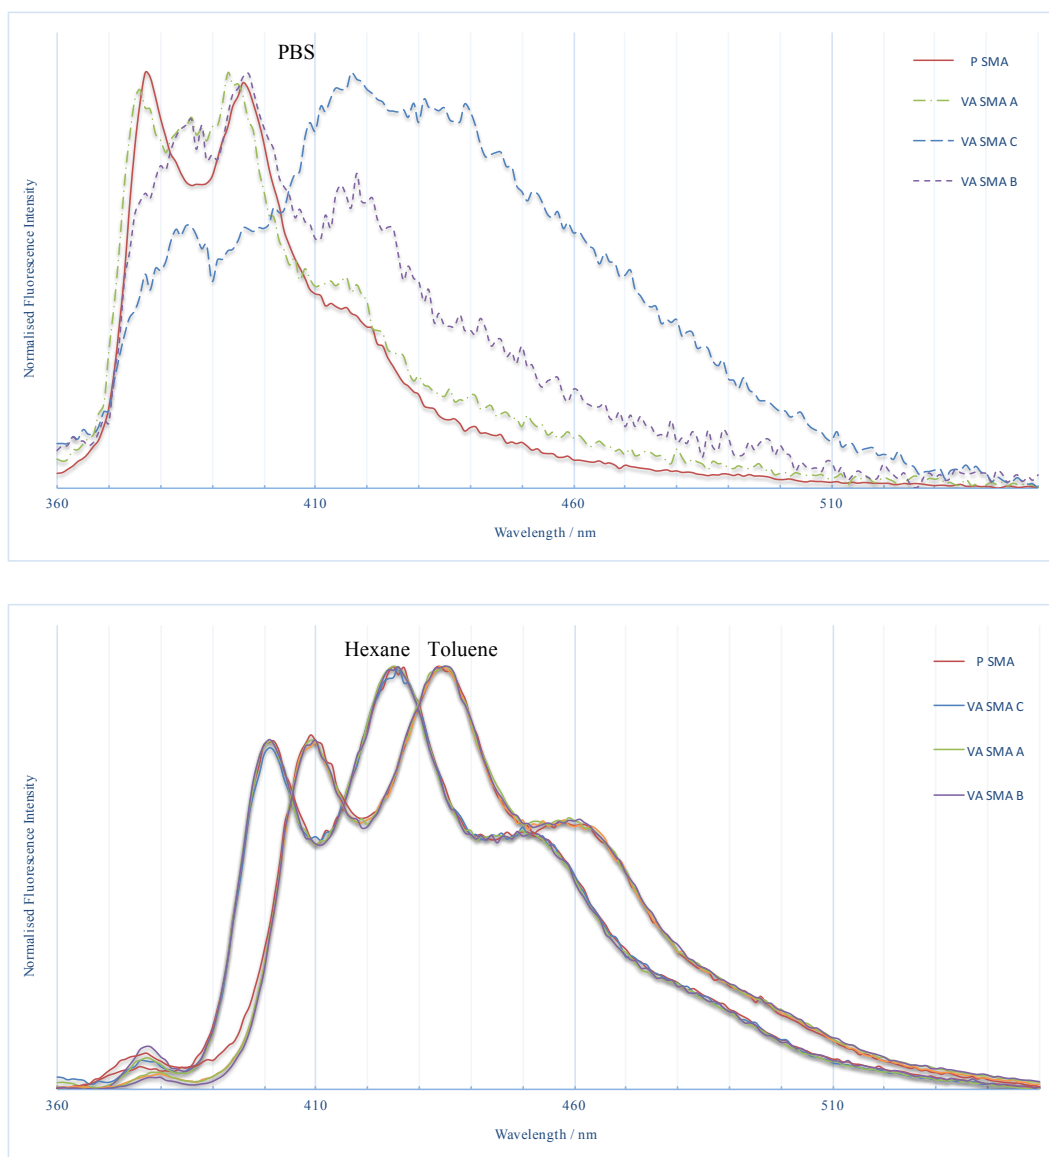 PBS
P SMA
VA SMA A
VA SMA C
VA SMA B
Normalised Fluorescence Intensity
360
410
460
510
Wavelength / nm
Hexane Toluene
P SMA
VA SMA C
VA SMA A
VA SMA B
Normalised Fluorescence Intensity
360
410
460
510
Wavelength / nm